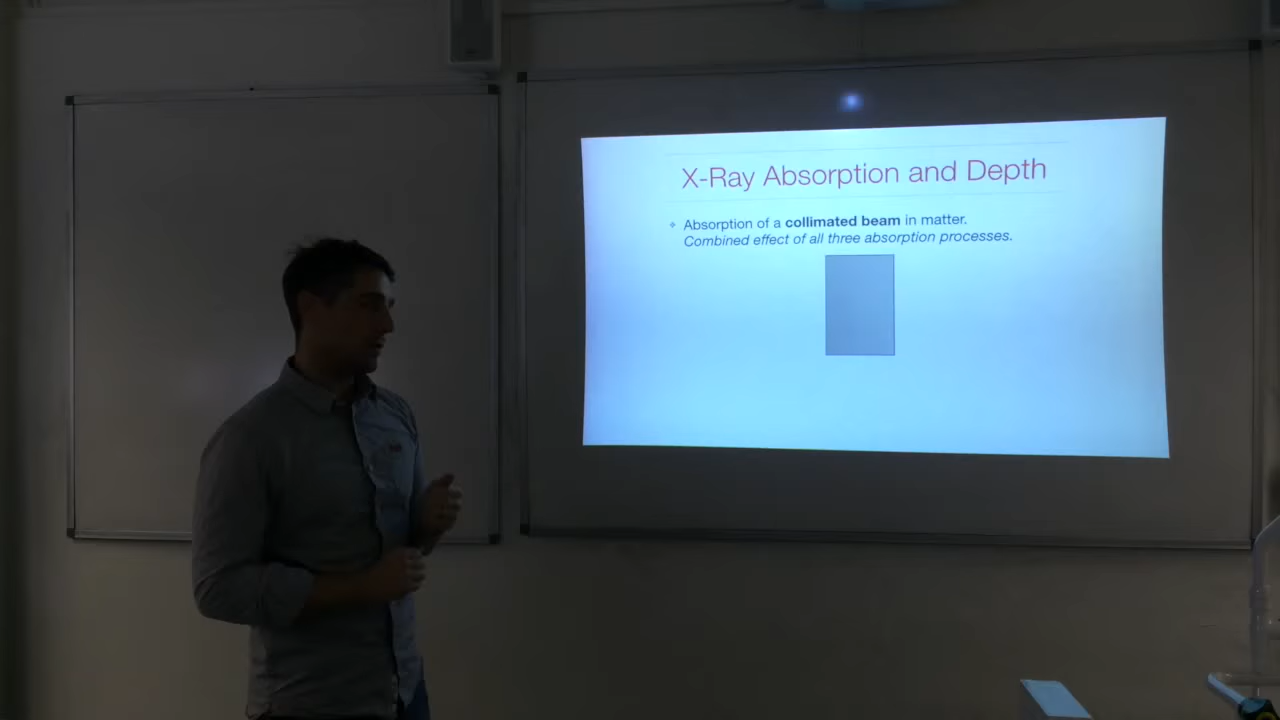 X-Ray Absorption and Depth
Absorption of a collimated beam in matter.
Combined effect of all three absorption processes.